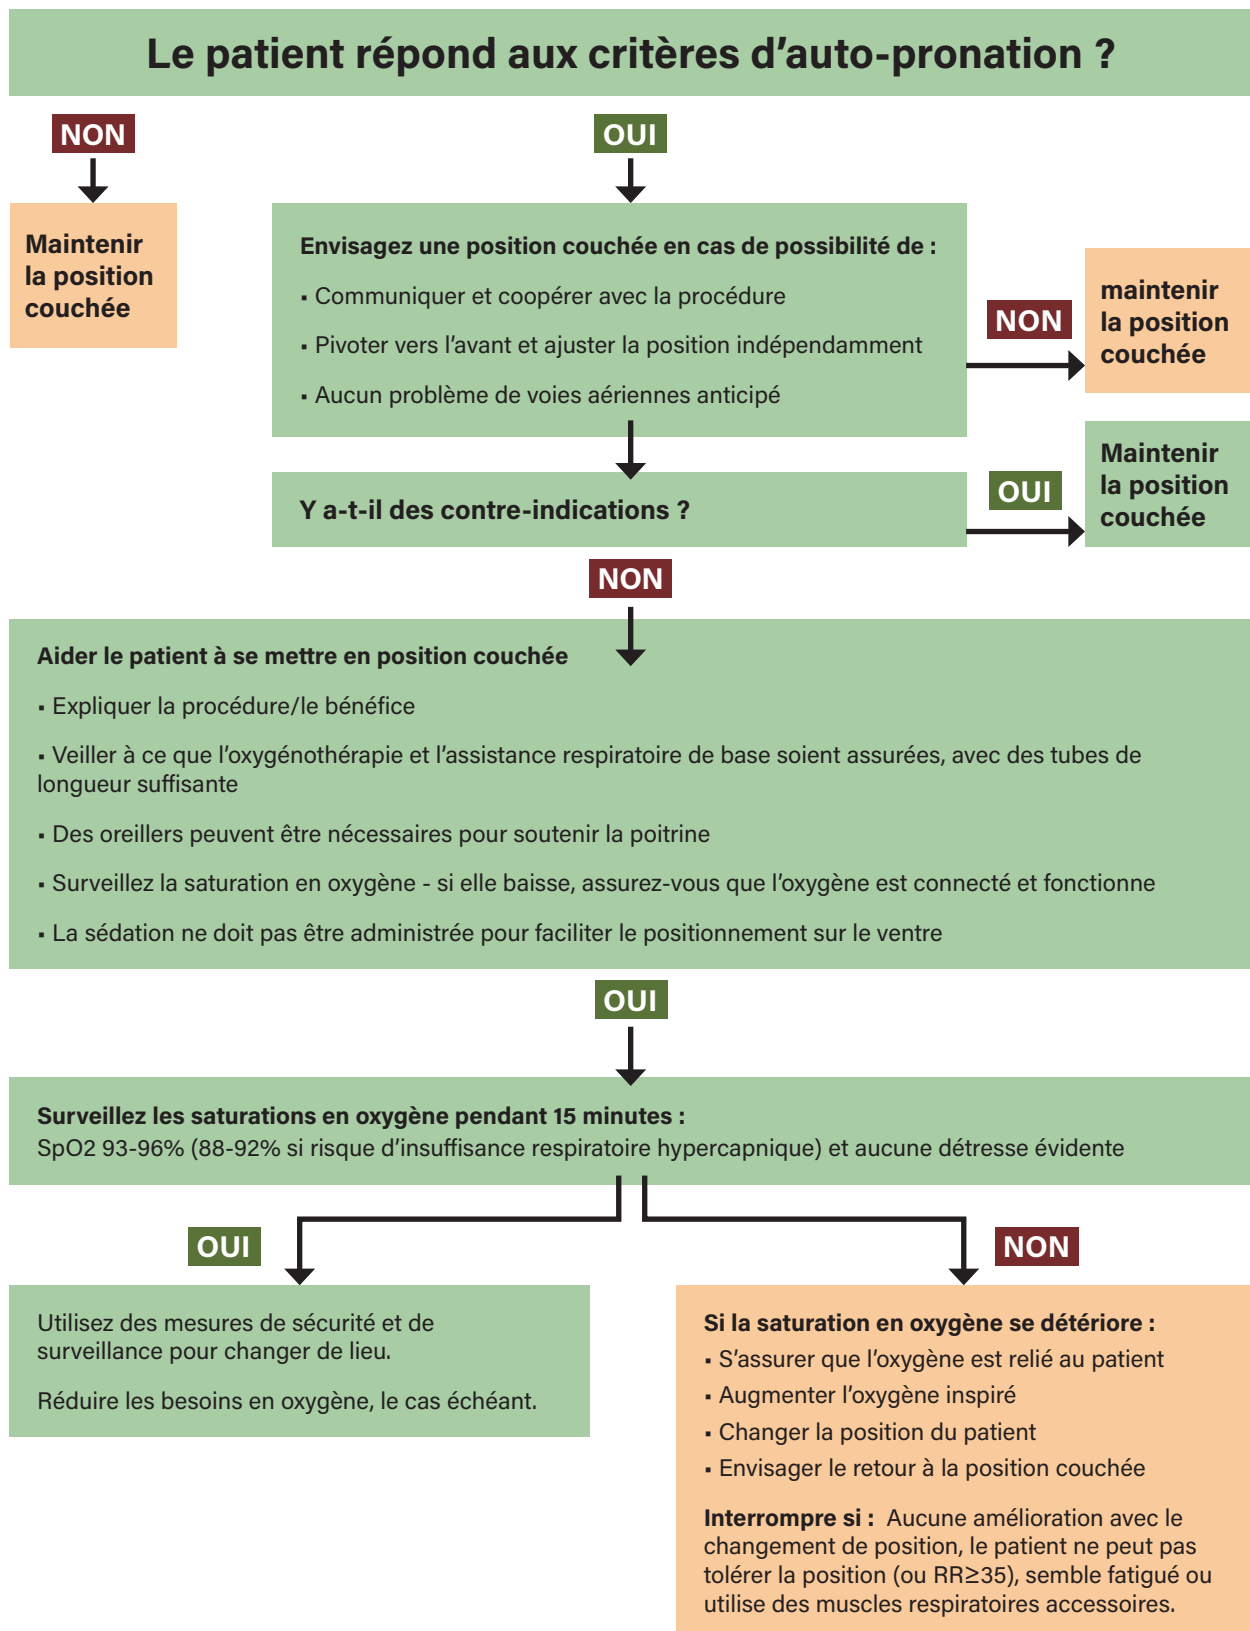 Le patient répond aux critères d'auto-pronation ?
NON
OUI
Maintenir
la position
couchée
Envisagez une position couchée en cas de possibilité de :
▪ Communiquer et coopérer avec la procédure
▪ Pivoter vers l'avant et ajuster la position indépendamment
▪ Aucun problème de voies aériennes anticipé
NON
maintenir
la position
couchée
Y a-t-il des contre-indications ?
OUI
Maintenir
la position
couchée
NON
Aider le patient à se mettre en position couchée
▪ Expliquer la procédure/le bénéfice
▪ Veiller à ce que l'oxygénothérapie et l'assistance respiratoire de base soient assurées, avec des tubes de
longueur suffisante
▪ Des oreillers peuvent être nécessaires pour soutenir la poitrine
▪ Surveillez la saturation en oxygène - si elle baisse, assurez-vous que l'oxygène est connecté et fonctionne
▪ La sédation ne doit pas être administrée pour faciliter le positionnement sur le ventre
OUI
Surveillez les saturations en oxygène pendant 15 minutes :
SpO2 93-96% (88-92% si risque d'insuffisance respiratoire hypercapnique) et aucune détresse évidente
OUI
Utilisez des mesures de sécurité et de
surveillance pour changer de lieu.
Réduire les besoins en oxygène, le cas échéant.
NON
Si la saturation en oxygène se détériore :
▪ S'assurer que l'oxygène est relié au patient
▪ Augmenter l'oxygène inspiré
▪ Changer la position du patient
▪ Envisager le retour à la position couchée
Interrompre si : Aucune amélioration avec le
changement de position, le patient ne peut pas
tolérer la position (ou RR≥35), semble fatigué ou
utilise des muscles respiratoires accessoires.